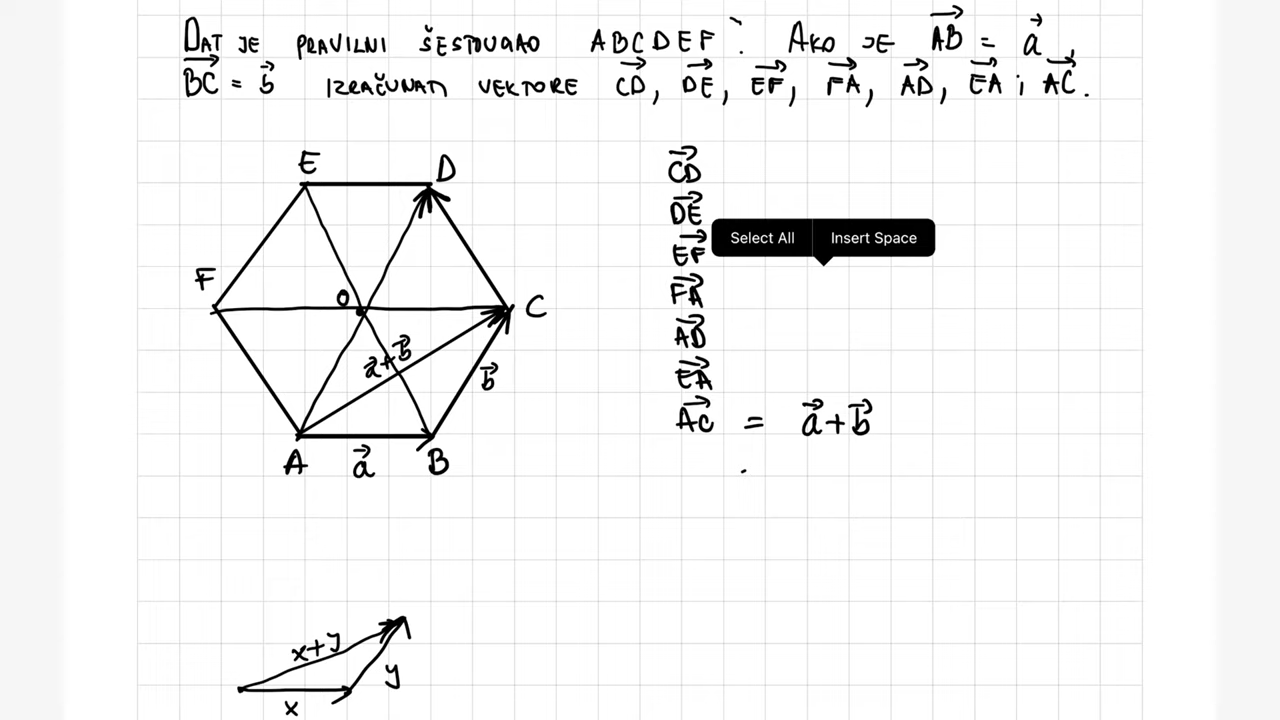 DAT JE PRAVILNI ŠESTOUGAO ABCDEF. AKO JE AB = a,
BC = b IZRAČUNATI VEKTORE CD, DE, EF, FA, AD, EA i AC.
E
D
F
O
C
a+b
b
A
a
B
CD
DE
Select All
Insert Space
EF
FA
AD
EA
AC = a+b
x+y
y
x